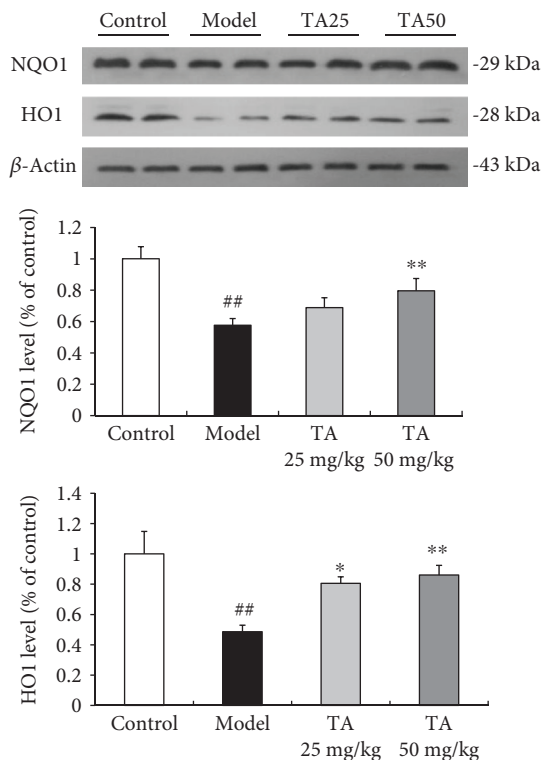 Control Model TA25 TA50
NQO1 -29 kDa
HO1 -28 kDa
β-Actin -43 kDa
NQO1 level (% of control)
1.2
1
0.8
0.6
0.4
0.2
0
##
**
Control Model TA TA
25 mg/kg 50 mg/kg
HO1 level (% of control)
1.4
1.2
1
0.8
0.6
0.4
0.2
0
##
*
**
Control Model TA TA
25 mg/kg 50 mg/kg